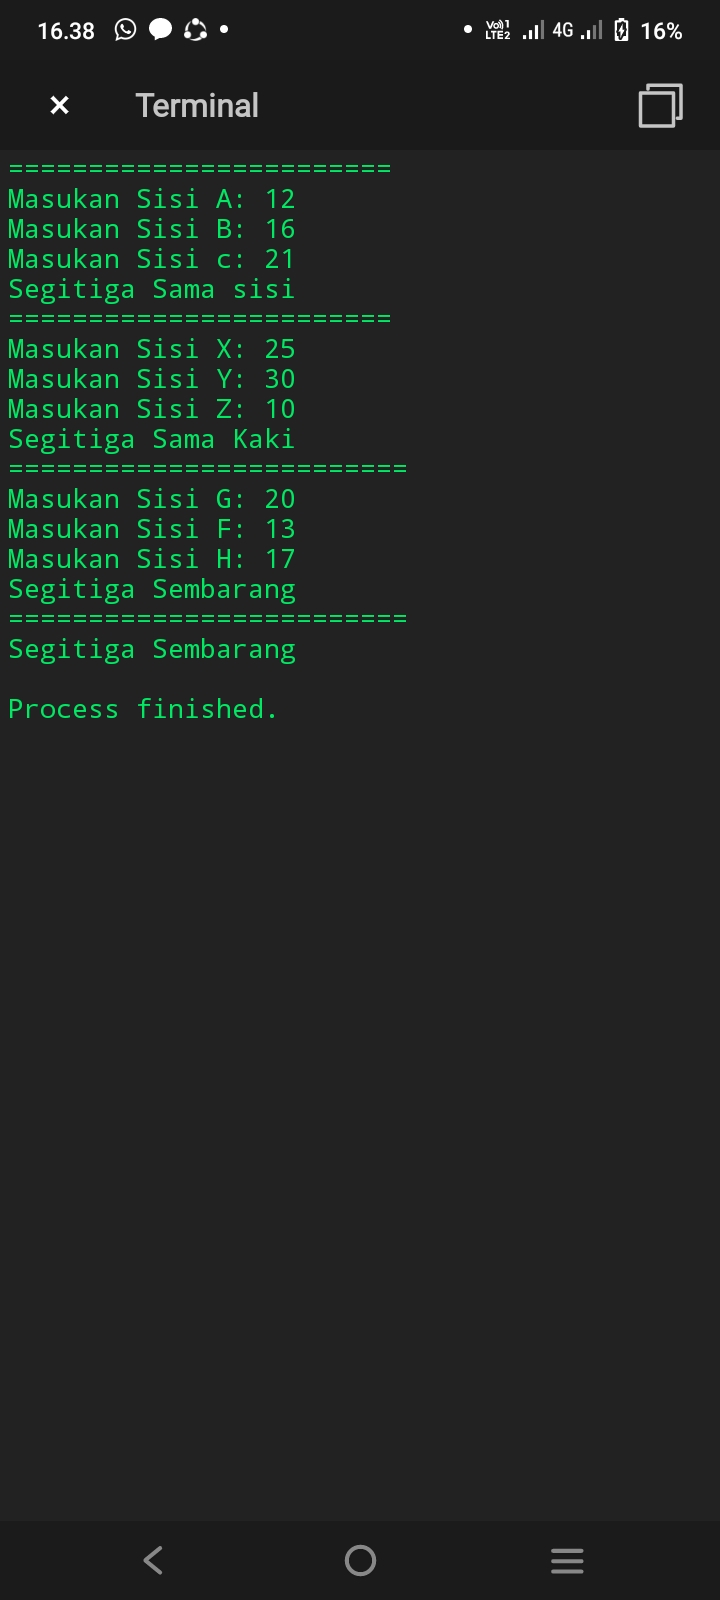 16.38 Vo)) 1 LTE2 4G 16%
Terminal
========================
Masukan Sisi A: 12
Masukan Sisi B: 16
Masukan Sisi c: 21
Segitiga Sama sisi
========================
Masukan Sisi X: 25
Masukan Sisi Y: 30
Masukan Sisi Z: 10
Segitiga Sama Kaki
=========================
Masukan Sisi G: 20
Masukan Sisi F: 13
Masukan Sisi H: 17
Segitiga Sembarang
=========================
Segitiga Sembarang
Process finished.